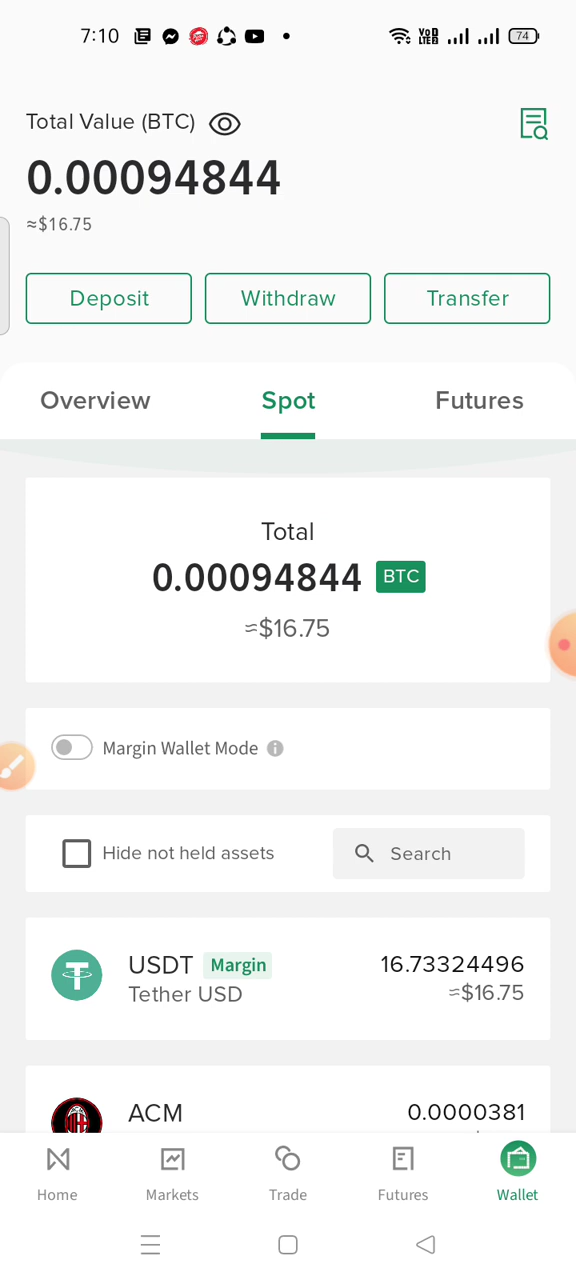 7:10
VoD LTE2
74
Total Value (BTC)
0.00094844
≈$16.75
Deposit Withdraw Transfer
Overview Spot Futures
Total
0.00094844 BTC
≈$16.75
Margin Wallet Mode
Hide not held assets Search
USDT Margin 16.73324496
Tether USD ≈$16.75
ACM 0.0000381
Home Markets Trade Futures Wallet